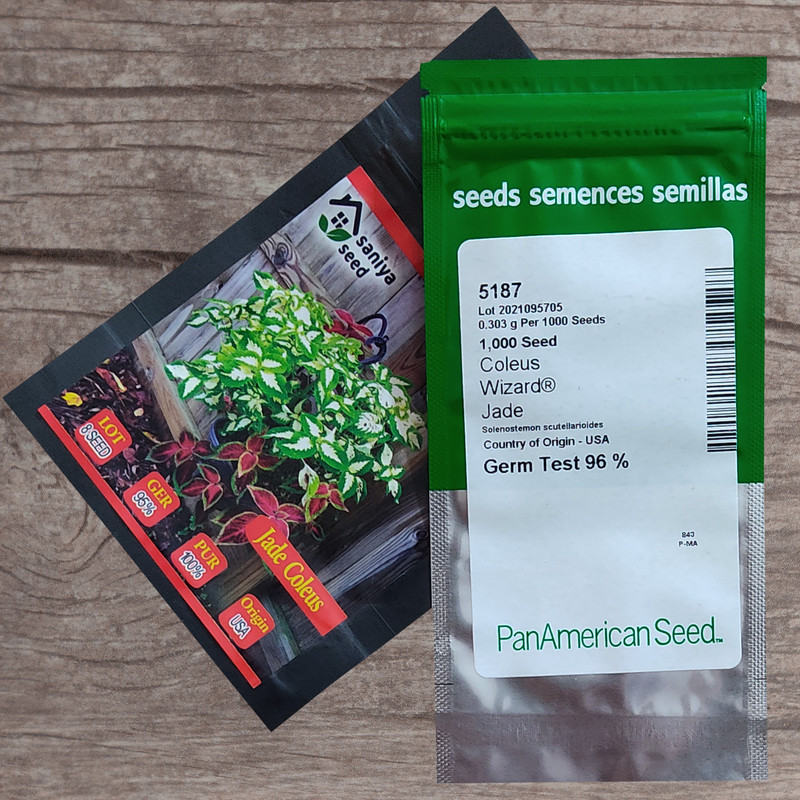 saniya
seed
LOT
8 SEED
GER
95%
PUR
100%
Origin
USA
Jade Coleus
seeds semences semillas
5187
Lot 2021095705
0.303 g Per 1000 Seeds
1,000 Seed
Coleus
Wizard®
Jade
Solenostemon scutellarioides
Country of Origin - USA
Germ Test 96 %
843
P-MA
PanAmerican Seed™